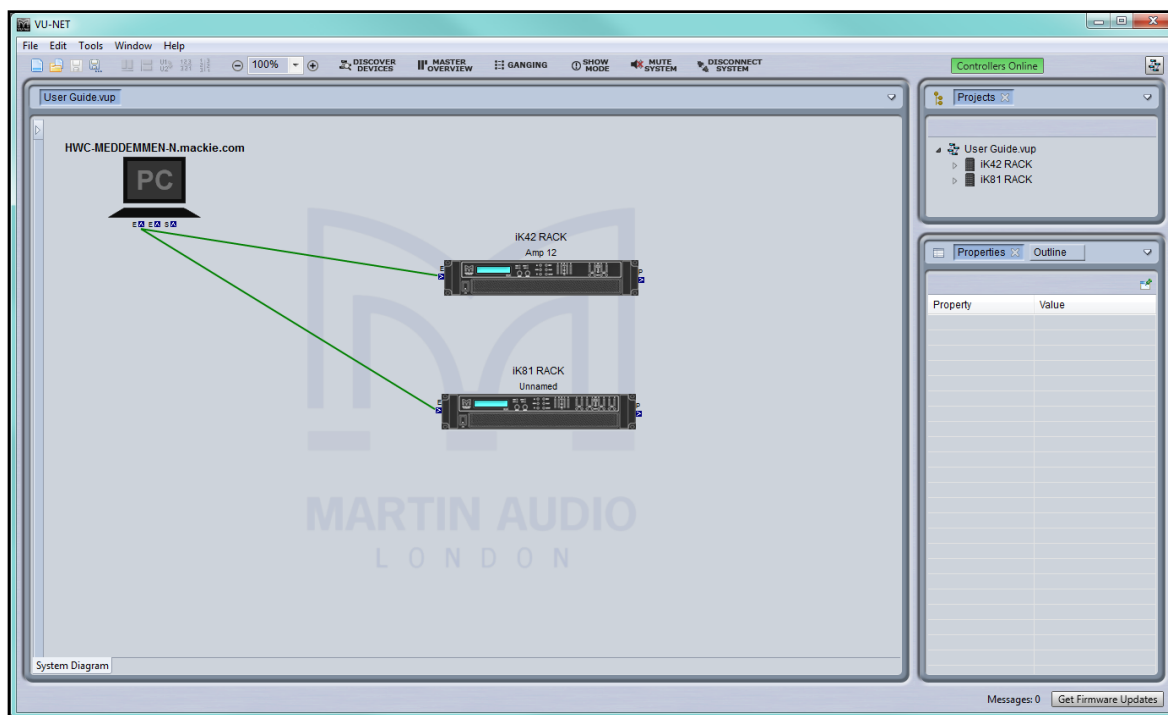 VU-NET
File Edit Tools Window Help
100%
DISCOVER DEVICES
MASTER OVERVIEW
GANGING
SHOW MODE
MUTE SYSTEM
DISCONNECT SYSTEM
Controllers Online
User Guide.vup
HWC-MEDDEMMEN-N.mackie.com
PC
E E S
iK42 RACK
Amp 12
E
P
iK81 RACK
Unnamed
E
P
MARTIN AUDIO
LONDON
System Diagram
Projects
User Guide.vup
iK42 RACK
iK81 RACK
Properties Outline
Property Value
Messages: 0 Get Firmware Updates